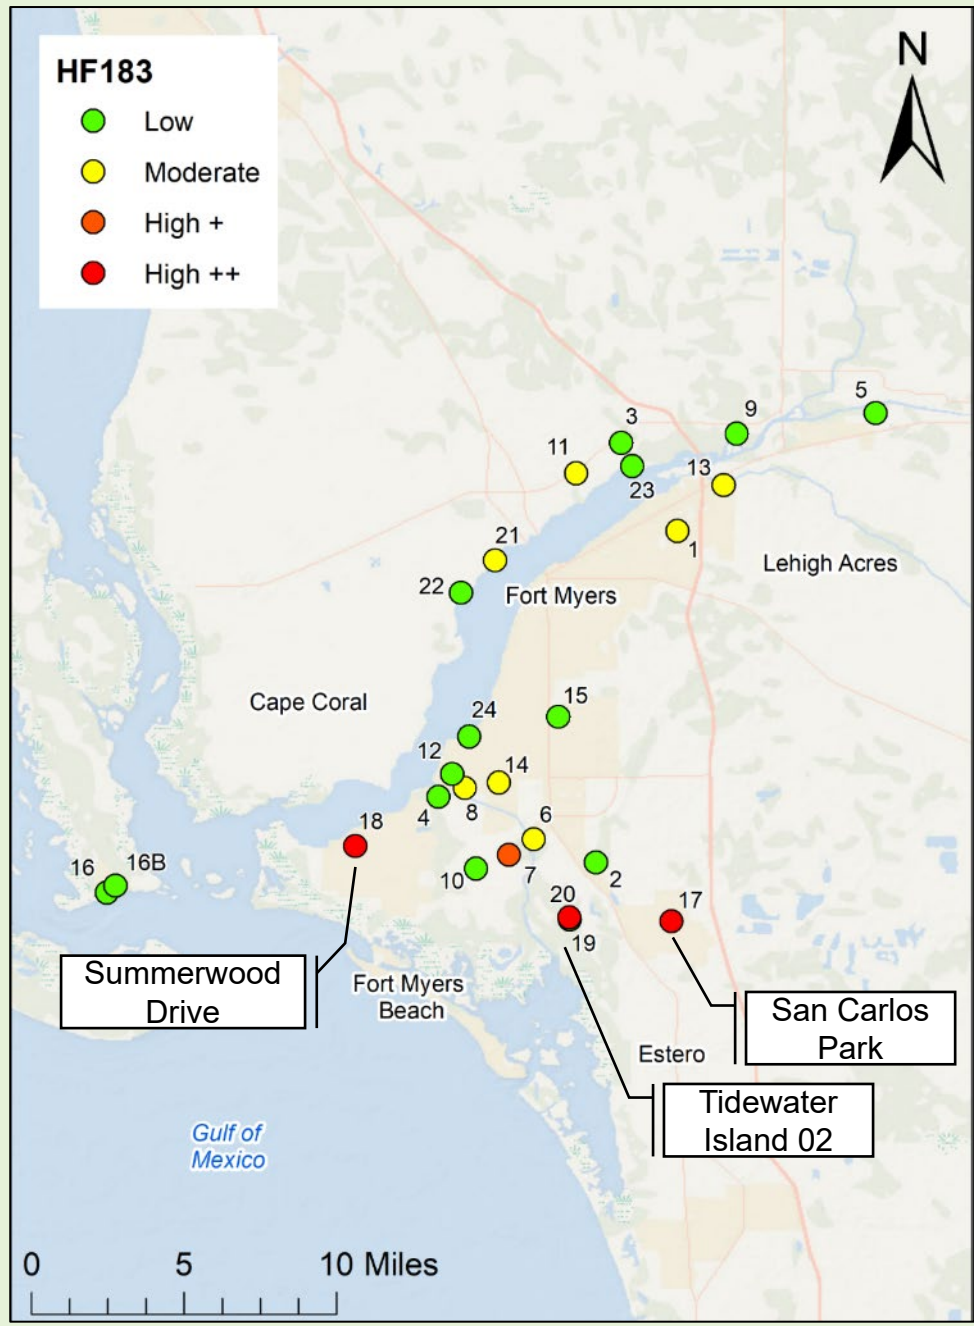 HF183
Low
Moderate
High +
High ++
N
5
9
3
11
23
13
1
21
22
Lehigh Acres
Fort Myers
Cape Coral
15
24
12
14
8
4
18
6
7
10
2
16
16B
20
19
17
Summerwood
Drive
Fort Myers
Beach
San Carlos
Park
Estero
Tidewater
Island 02
Gulf of
Mexico
0 5 10 Miles